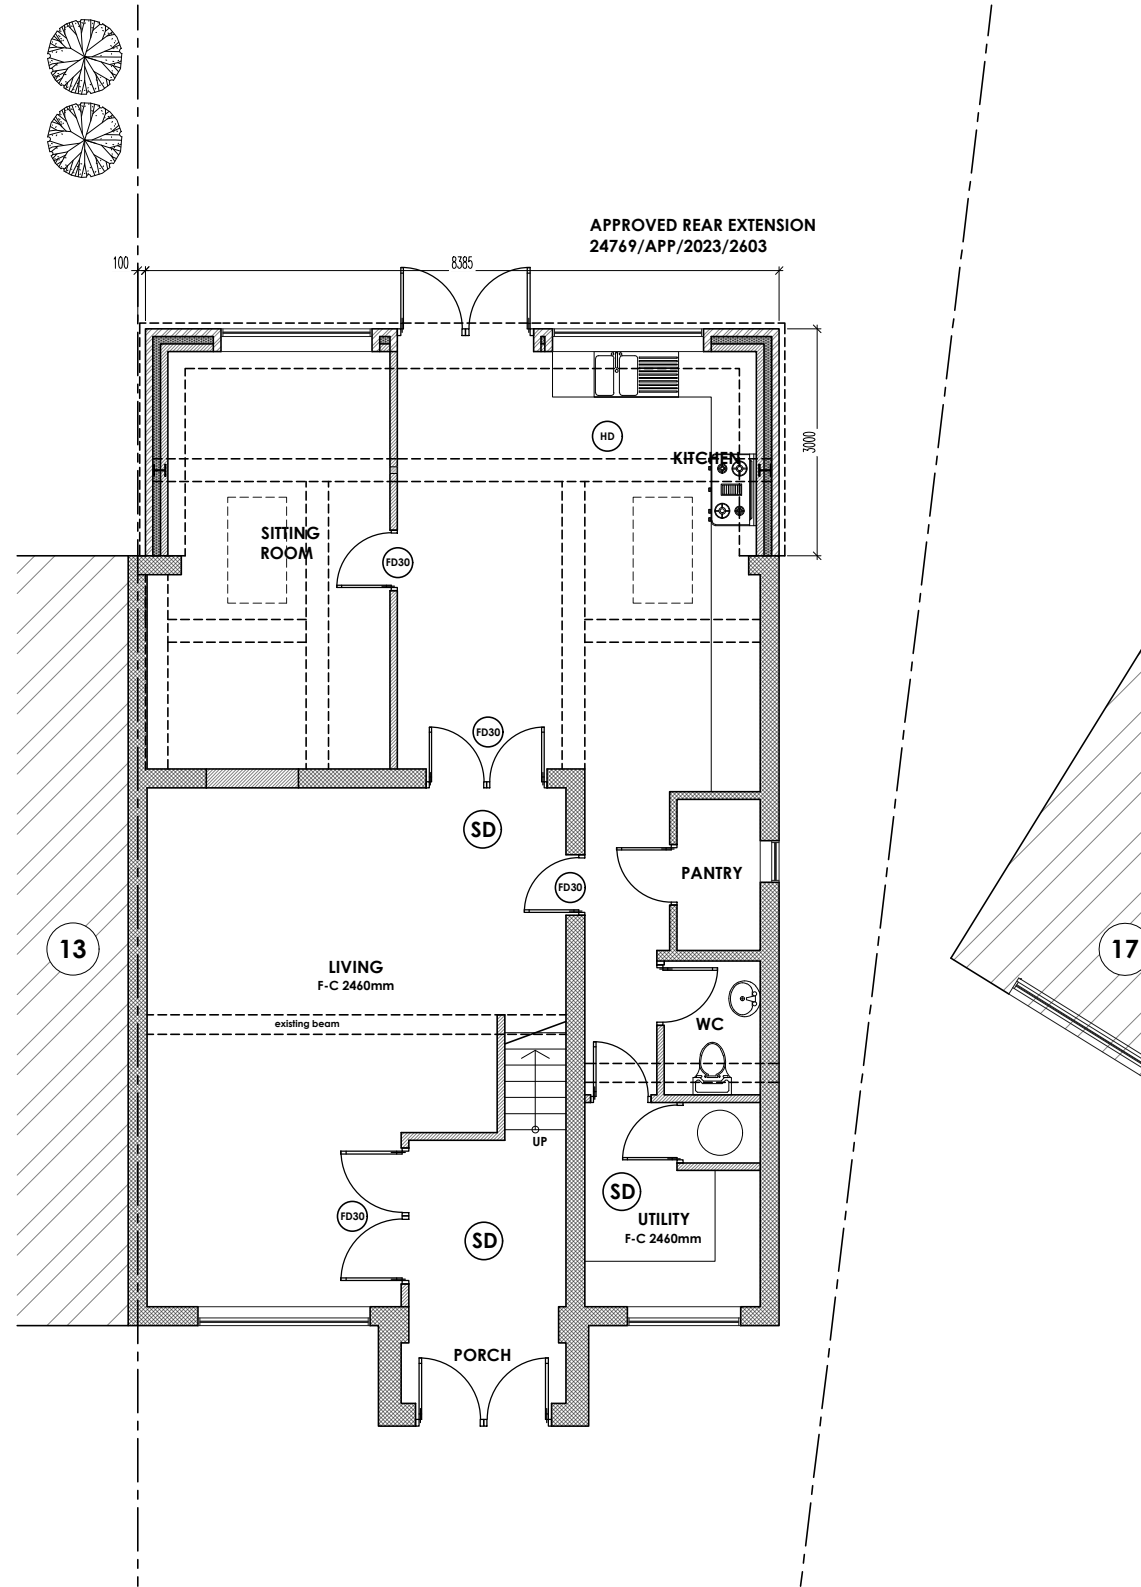 APPROVED REAR EXTENSION
24769/APP/2023/2603
100
8385
3000
HD
KITCHEN
SITTING
ROOM
FD30
FD30
SD
FD30
PANTRY
13
17
LIVING
F-C 2460mm
existing beam
WC
UP
SD
UTILITY
F-C 2460mm
FD30
SD
PORCH